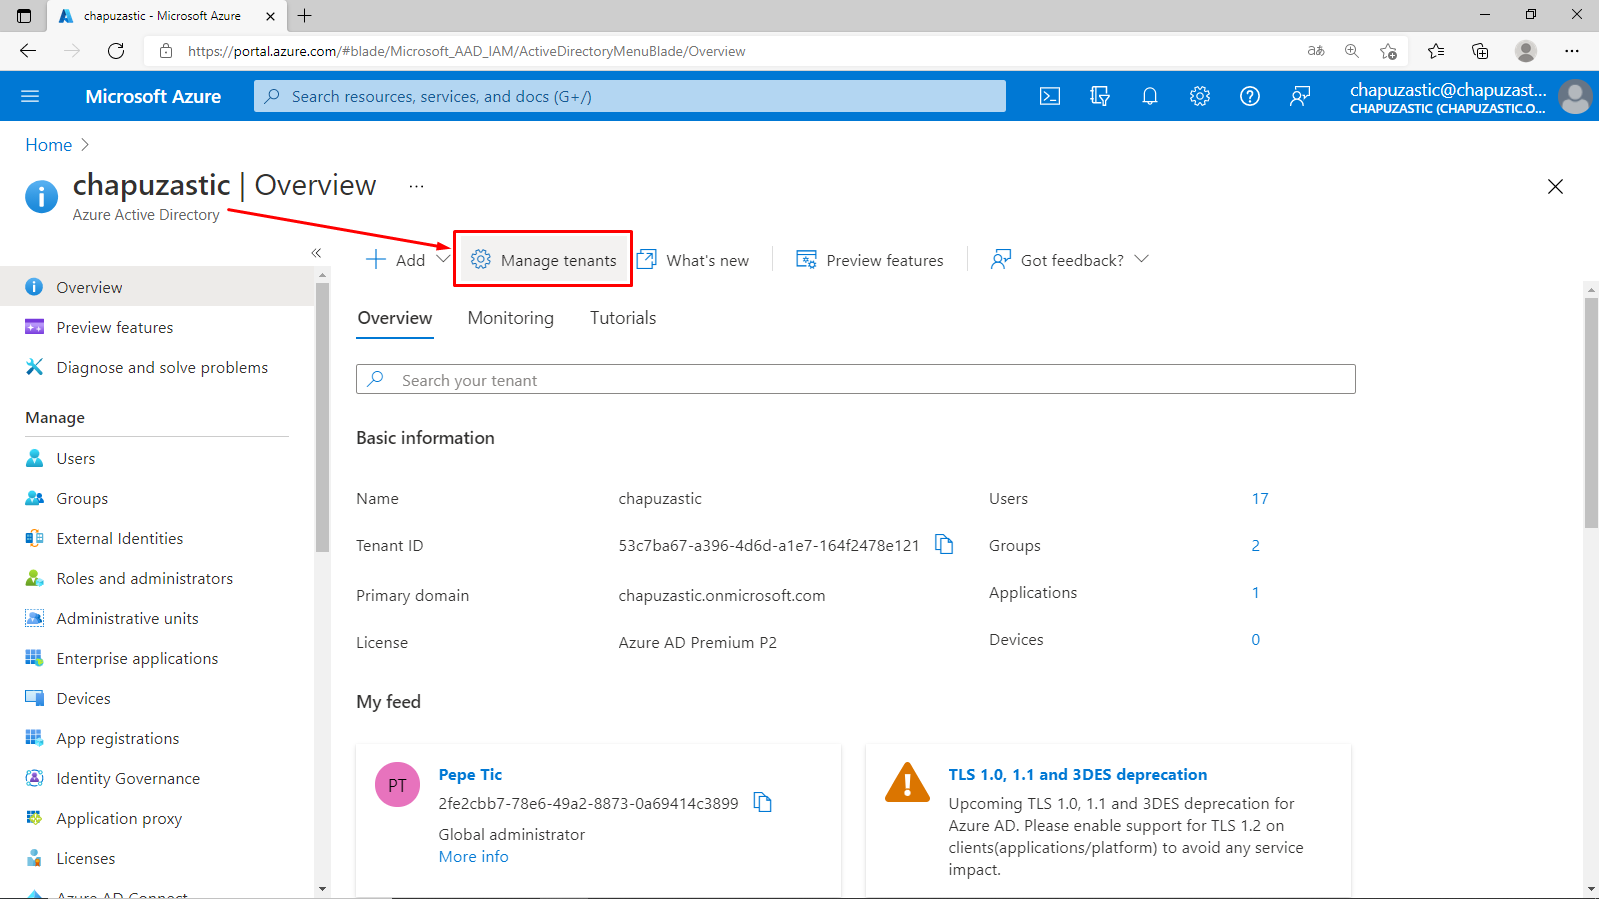 chapuzastic - Microsoft Azure
https://portal.azure.com/#blade/Microsoft_AAD_IAM/ActiveDirectoryMenuBlade/Overview
aあ
Microsoft Azure
Search resources, services, and docs (G+/)
chapuzastic@chapuzast...
CHAPUZASTIC (CHAPUZASTIC.O...
Home
chapuzastic | Overview ...
Azure Active Directory
Add
Manage tenants
What's new
Preview features
Got feedback?
Overview
Preview features
Diagnose and solve problems
Manage
Users
Groups
External Identities
Roles and administrators
Administrative units
Enterprise applications
Devices
App registrations
Identity Governance
Application proxy
Licenses
Azure AD Connect
Overview
Monitoring
Tutorials
Search your tenant
Basic information
Name chapuzastic
Tenant ID 53c7ba67-a396-4d6d-a1e7-164f2478e121
Primary domain chapuzastic.onmicrosoft.com
License Azure AD Premium P2
Users 17
Groups 2
Applications 1
Devices 0
My feed
PT
Pepe Tic
2fe2cbb7-78e6-49a2-8873-0a69414c3899
Global administrator
More info
TLS 1.0, 1.1 and 3DES deprecation
Upcoming TLS 1.0, 1.1 and 3DES deprecation for
Azure AD. Please enable support for TLS 1.2 on
clients(applications/platform) to avoid any service
impact.